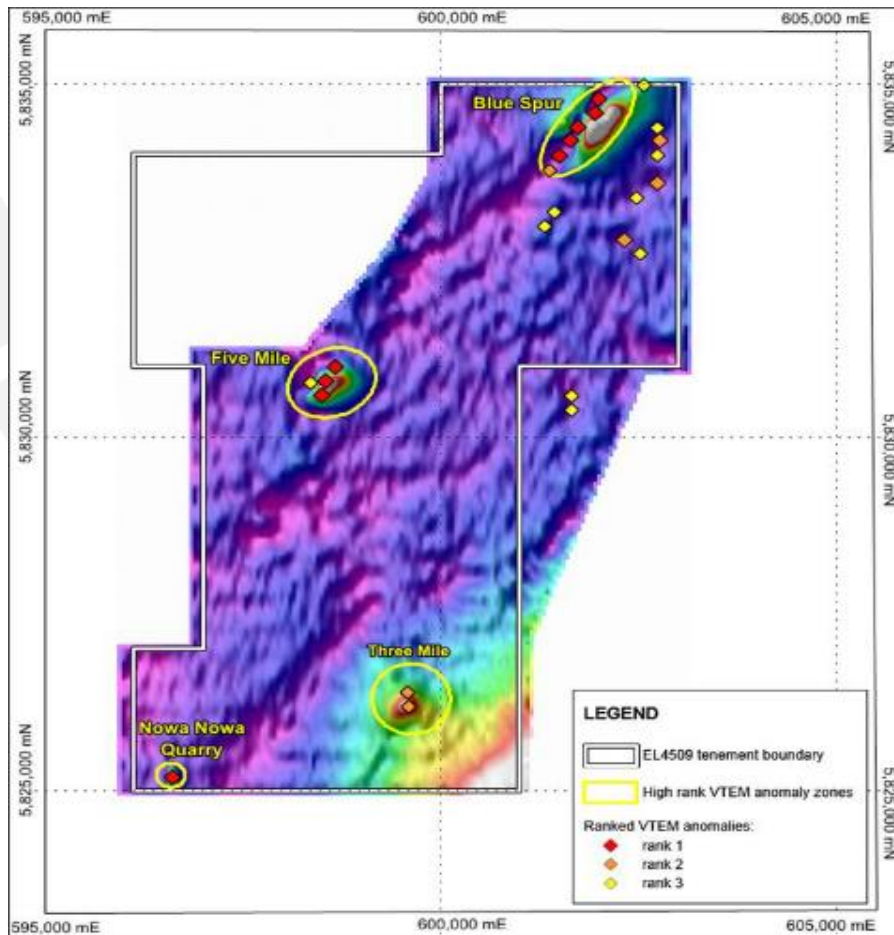 595,000 mE
600,000 mE
605,000 mE
5,835,000 mN
5,835,000 mN
Blue Spur
Five Mile
5,830,000 mN
5,830,000 mN
Three Mile
Nowa Nowa
Quarry
5,825,000 mN
5,825,000 mN
LEGEND
EL4509 tenement boundary
High rank VTEM anomaly zones
Ranked VTEM anomalies:
rank 1
rank 2
rank 3
595,000 mE
600,000 mE
605,000 mE